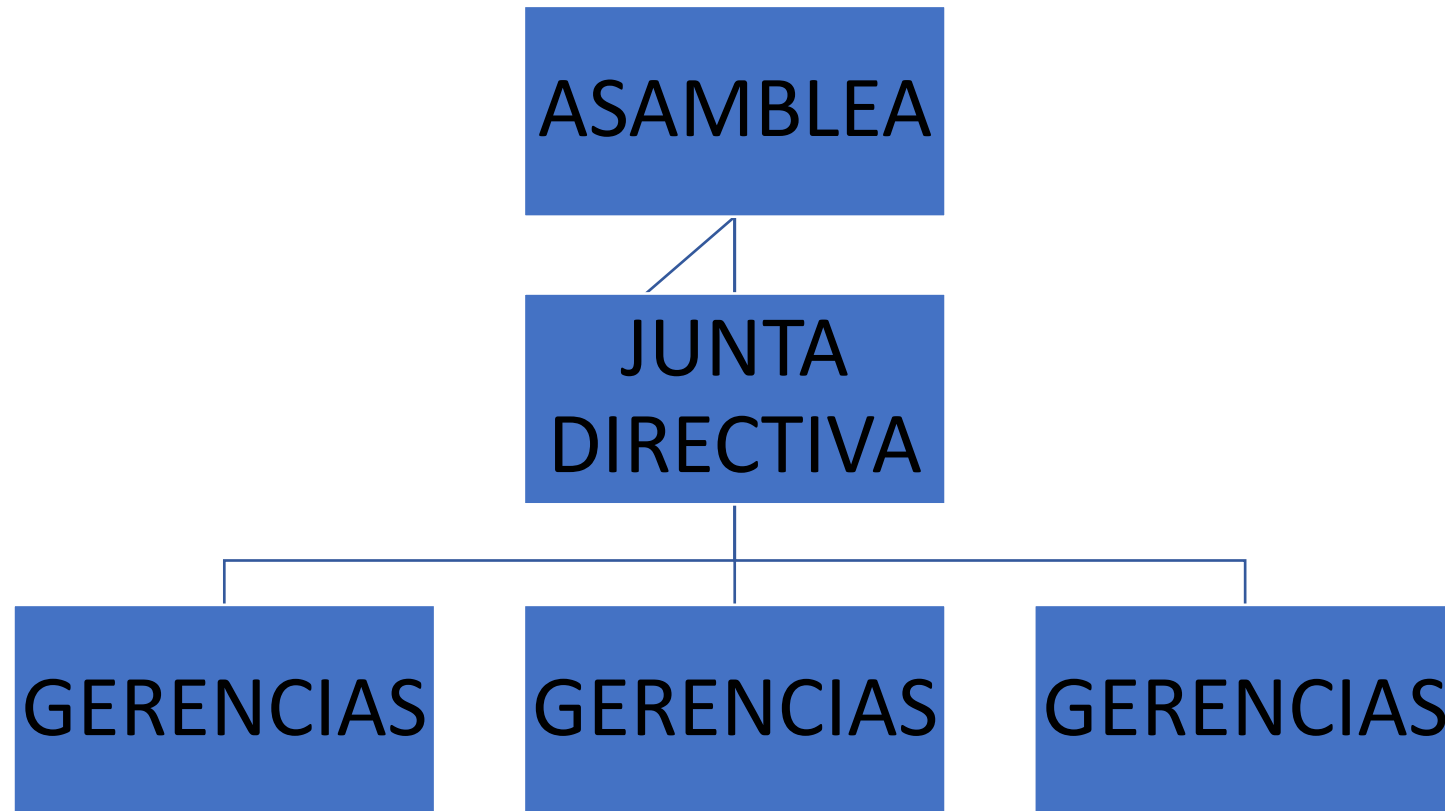 ASAMBLEA
JUNTA
DIRECTIVA
GERENCIAS
GERENCIAS
GERENCIAS